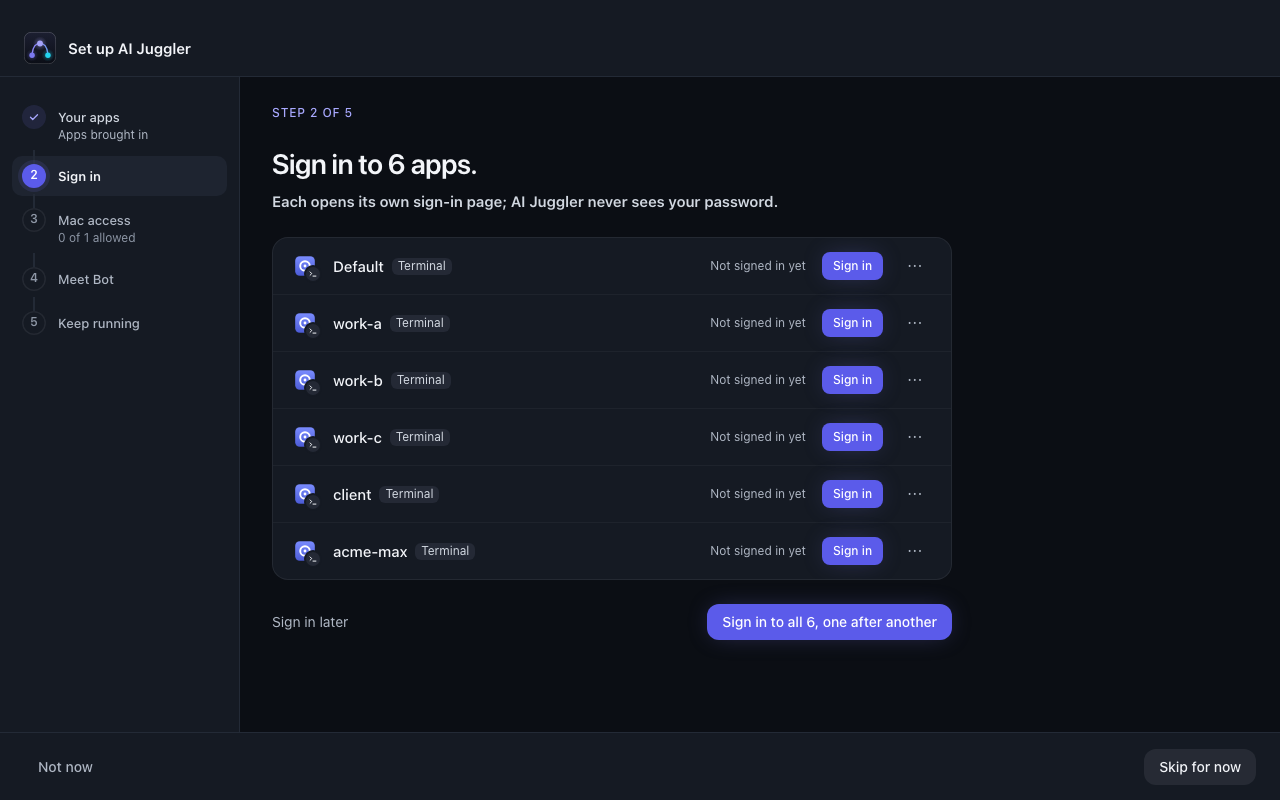 Set up AI Juggler
Your apps
Apps brought in
2
Sign in
3
Mac access
0 of 1 allowed
4
Meet Bot
5
Keep running
STEP 2 OF 5
Sign in to 6 apps.
Each opens its own sign-in page; AI Juggler never sees your password.
Default Terminal Not signed in yet Sign in ···
work-a Terminal Not signed in yet Sign in ···
work-b Terminal Not signed in yet Sign in ···
work-c Terminal Not signed in yet Sign in ···
client Terminal Not signed in yet Sign in ···
acme-max Terminal Not signed in yet Sign in ···
Sign in later
Sign in to all 6, one after another
Not now
Skip for now